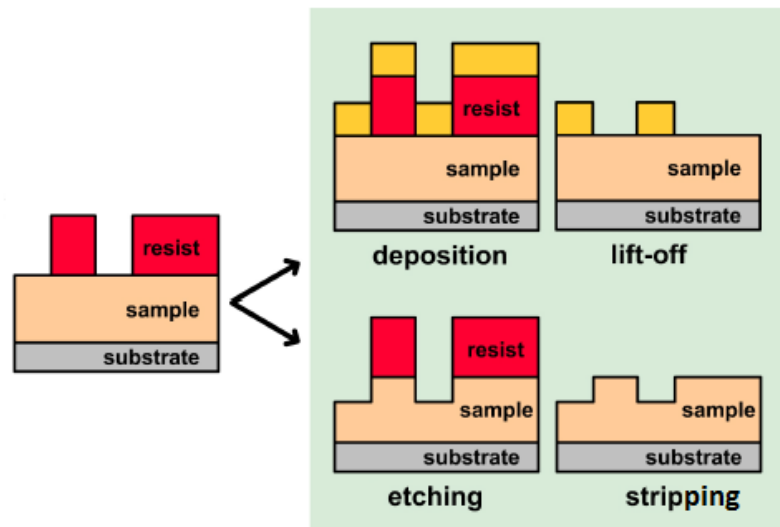 resist
sample
substrate
resist
sample
substrate
deposition
sample
substrate
lift-off
resist
sample
substrate
etching
sample
substrate
stripping